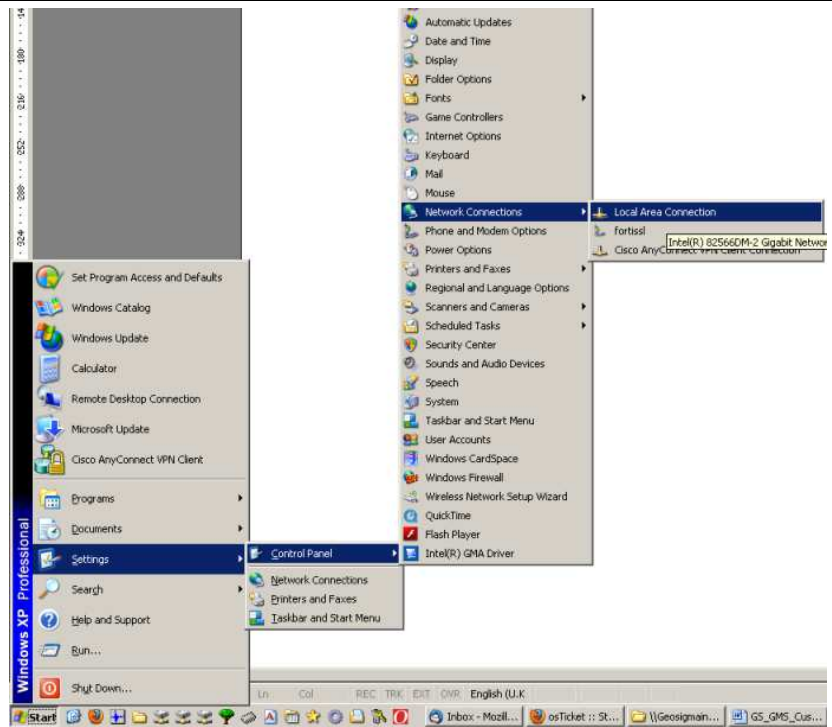 Automatic Updates
Date and Time
Display
Folder Options
Fonts
Game Controllers
Internet Options
Keyboard
Mail
Mouse
Network Connections
Phone and Modem Options
Power Options
Printers and Faxes
Regional and Language Options
Scanners and Cameras
Scheduled Tasks
Security Center
Sounds and Audio Devices
Speech
System
Taskbar and Start Menu
User Accounts
Windows CardSpace
Windows Firewall
Wireless Network Setup Wizard
QuickTime
Flash Player
Intel(R) GMA Driver
Local Area Connection
fortissl
Intel(R) 82566DM-2 Gigabit Networ
Cisco AnyConnect VPN Client Connection
180
216
252
288
324
Set Program Access and Defaults
Windows Catalog
Windows Update
Calculator
Remote Desktop Connection
Microsoft Update
Cisco AnyConnect VPN Client
Programs
Documents
Settings
Search
Help and Support
Run...
Shut Down...
Windows XP Professional
Control Panel
Network Connections
Printers and Faxes
Taskbar and Start Menu
Ln Col REC TRK EXT OVR English (U.K
Start
Inbox - Mozill...
osTicket :: St...
\\Geosigmain...
GS_GMS_Cus...